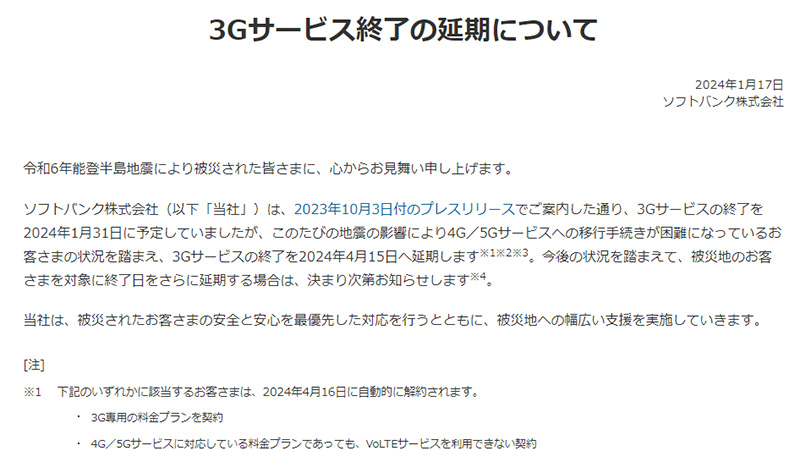 3Gサービス終了の延期について
2024年1月17日
ソフトバンク株式会社
令和6年能登半島地震により被災された皆さまに、心からお見舞い申し上げます。
ソフトバンク株式会社（以下「当社」）は、2023年10月3日付のプレスリリースでご案内した通り、3Gサービスの終了を
2024年1月31日に予定していましたが、このたびの地震の影響により4G／5Gサービスへの移行手続きが困難になっているお
客さまの状況を踏まえ、3Gサービスの終了を2024年4月15日へ延期します※1※2※3。今後の状況を踏まえて、被災地のお客
さまを対象に終了日をさらに延期する場合は、決まり次第お知らせします※4。
当社は、被災されたお客さまの安全と安心を最優先した対応を行うとともに、被災地への幅広い支援を実施していきます。
[注]
※1 下記のいずれかに該当するお客さまは、2024年4月16日に自動的に解約されます。
・ 3G専用の料金プランを契約
・ 4G／5Gサービスに対応している料金プランであっても、VoLTEサービスを利用できない契約